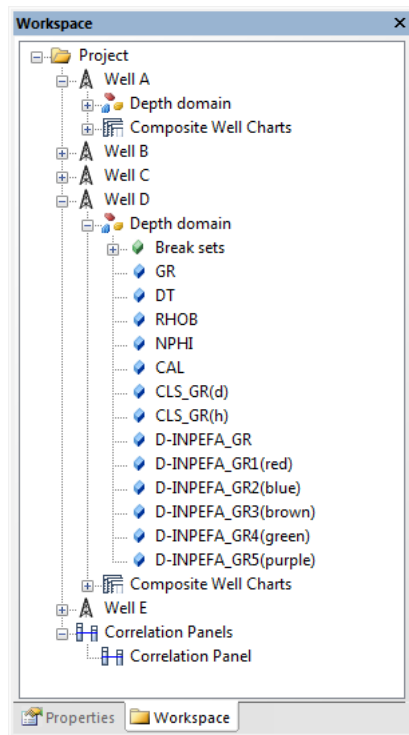 Workspace
Project
Well A
Depth domain
Composite Well Charts
Well B
Well C
Well D
Depth domain
Break sets
GR
DT
RHOB
NPHI
CAL
CLS_GR(d)
CLS_GR(h)
D-INPEFA_GR
D-INPEFA_GR1(red)
D-INPEFA_GR2(blue)
D-INPEFA_GR3(brown)
D-INPEFA_GR4(green)
D-INPEFA_GR5(purple)
Composite Well Charts
Well E
Correlation Panels
Correlation Panel
Properties Workspace